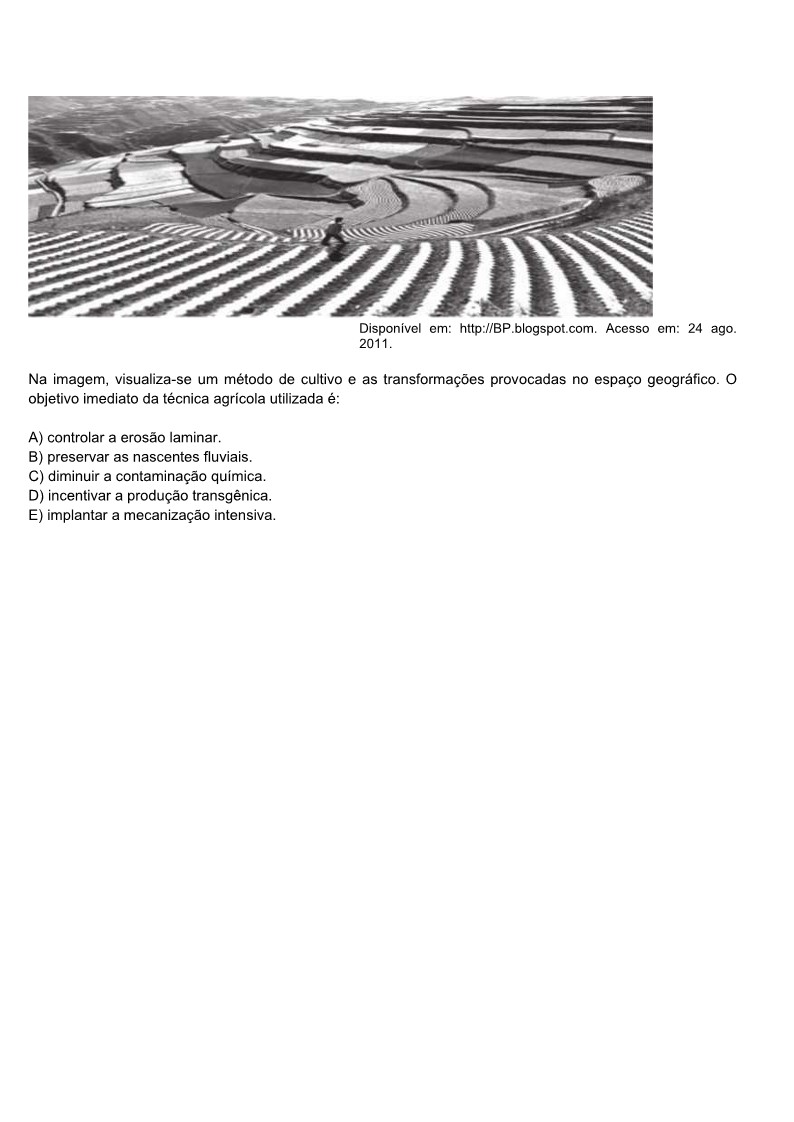 Disponível em: http://BP.blogspot.com. Acesso em: 24 ago.
2011.
Na imagem, visualiza-se um método de cultivo e as transformações provocadas no espaço geográfico. O
objetivo imediato da técnica agrícola utilizada é:
A) controlar a erosão laminar.
B) preservar as nascentes fluviais.
C) diminuir a contaminação química.
D) incentivar a produção transgênica.
E) implantar a mecanização intensiva.